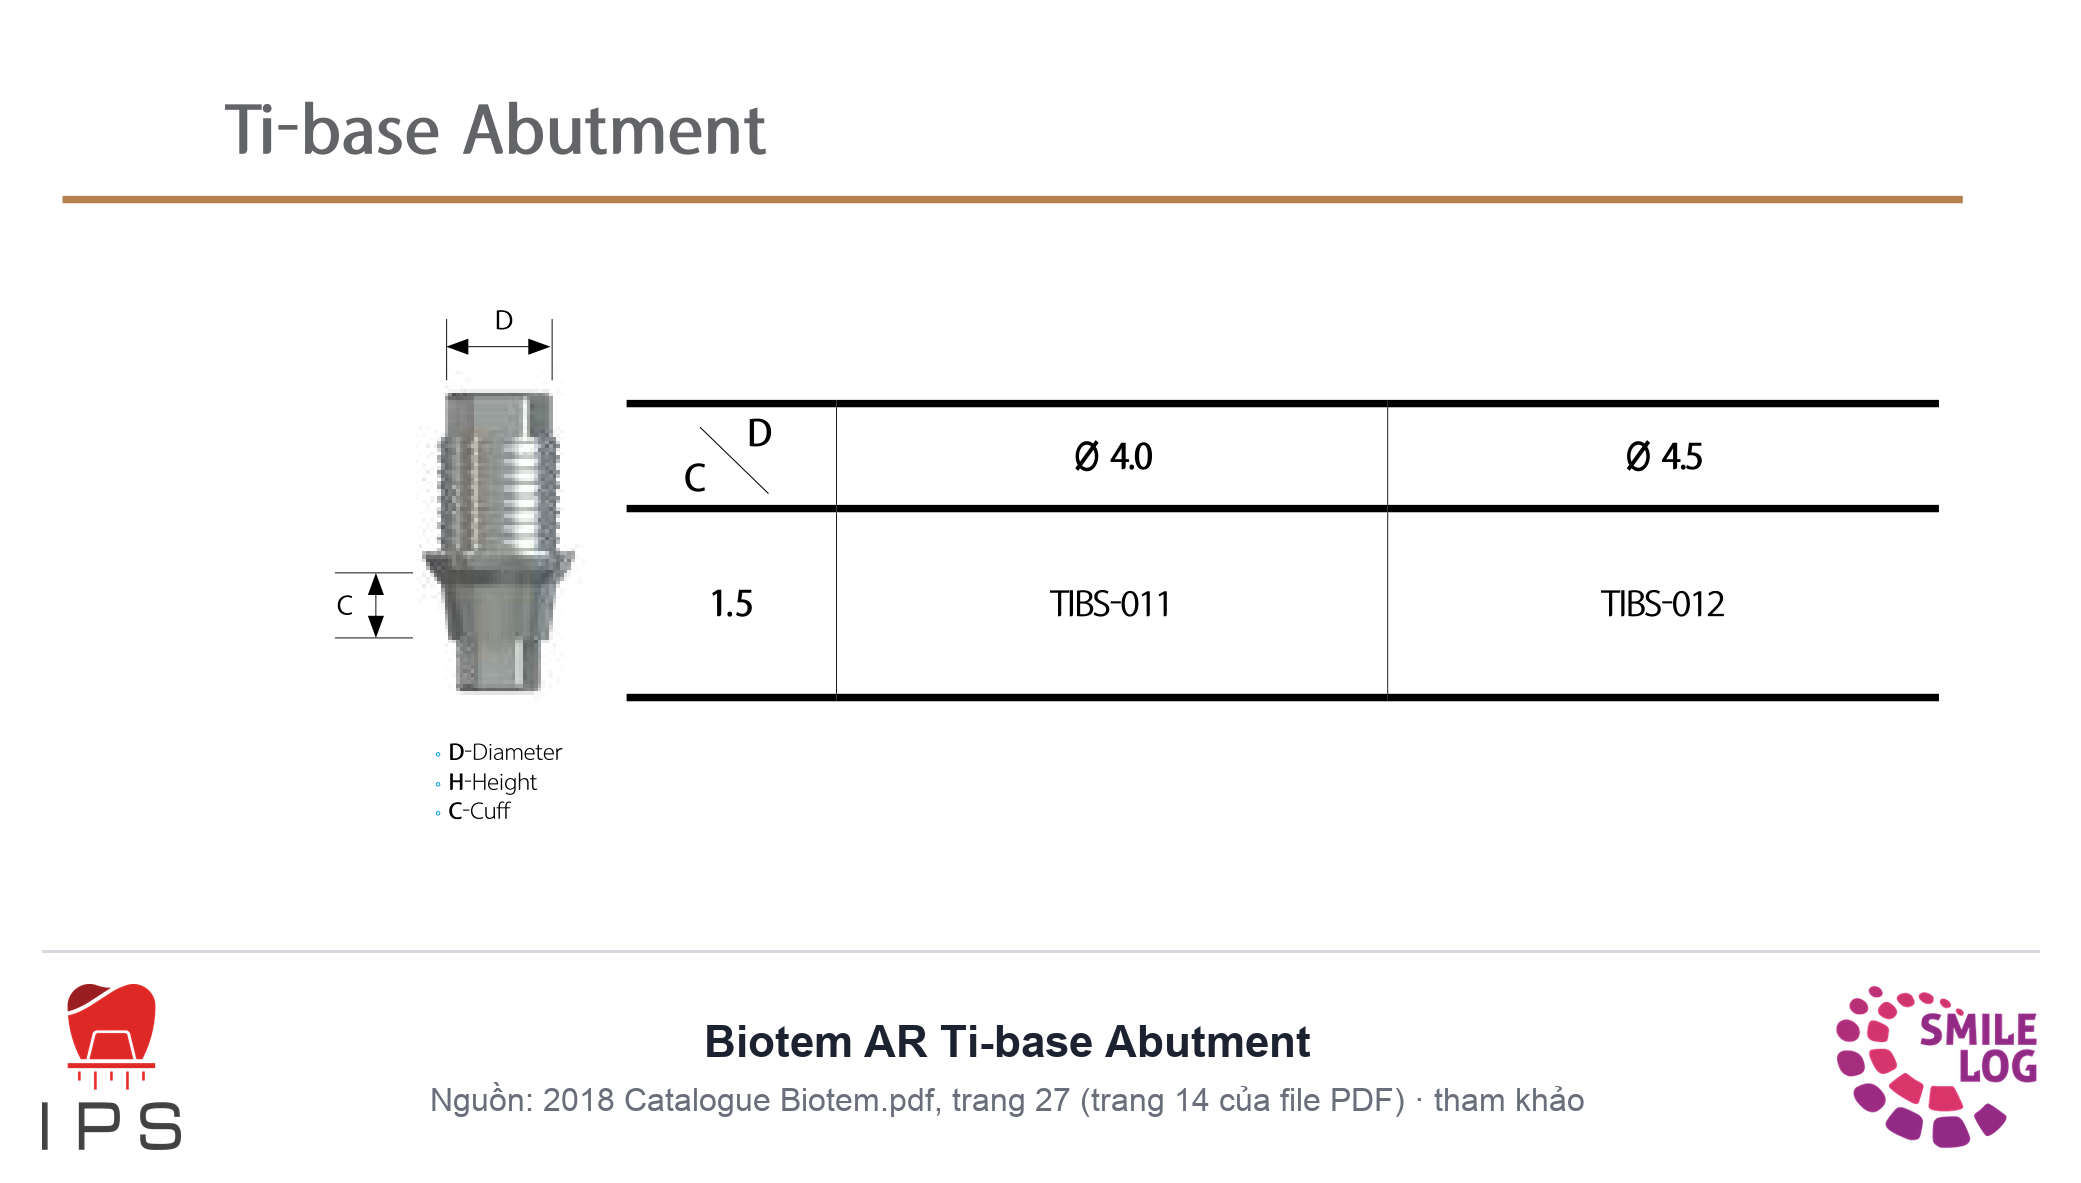 Ti-base Abutment
D
C
D
C
Ø 4.0
Ø 4.5
1.5
TIBS-011
TIBS-012
D-Diameter
H-Height
C-Cuff
IPS
Biotem AR Ti-base Abutment
Nguồn: 2018 Catalogue Biotem.pdf, trang 27 (trang 14 của file PDF) · tham khảo
SMILE
LOG